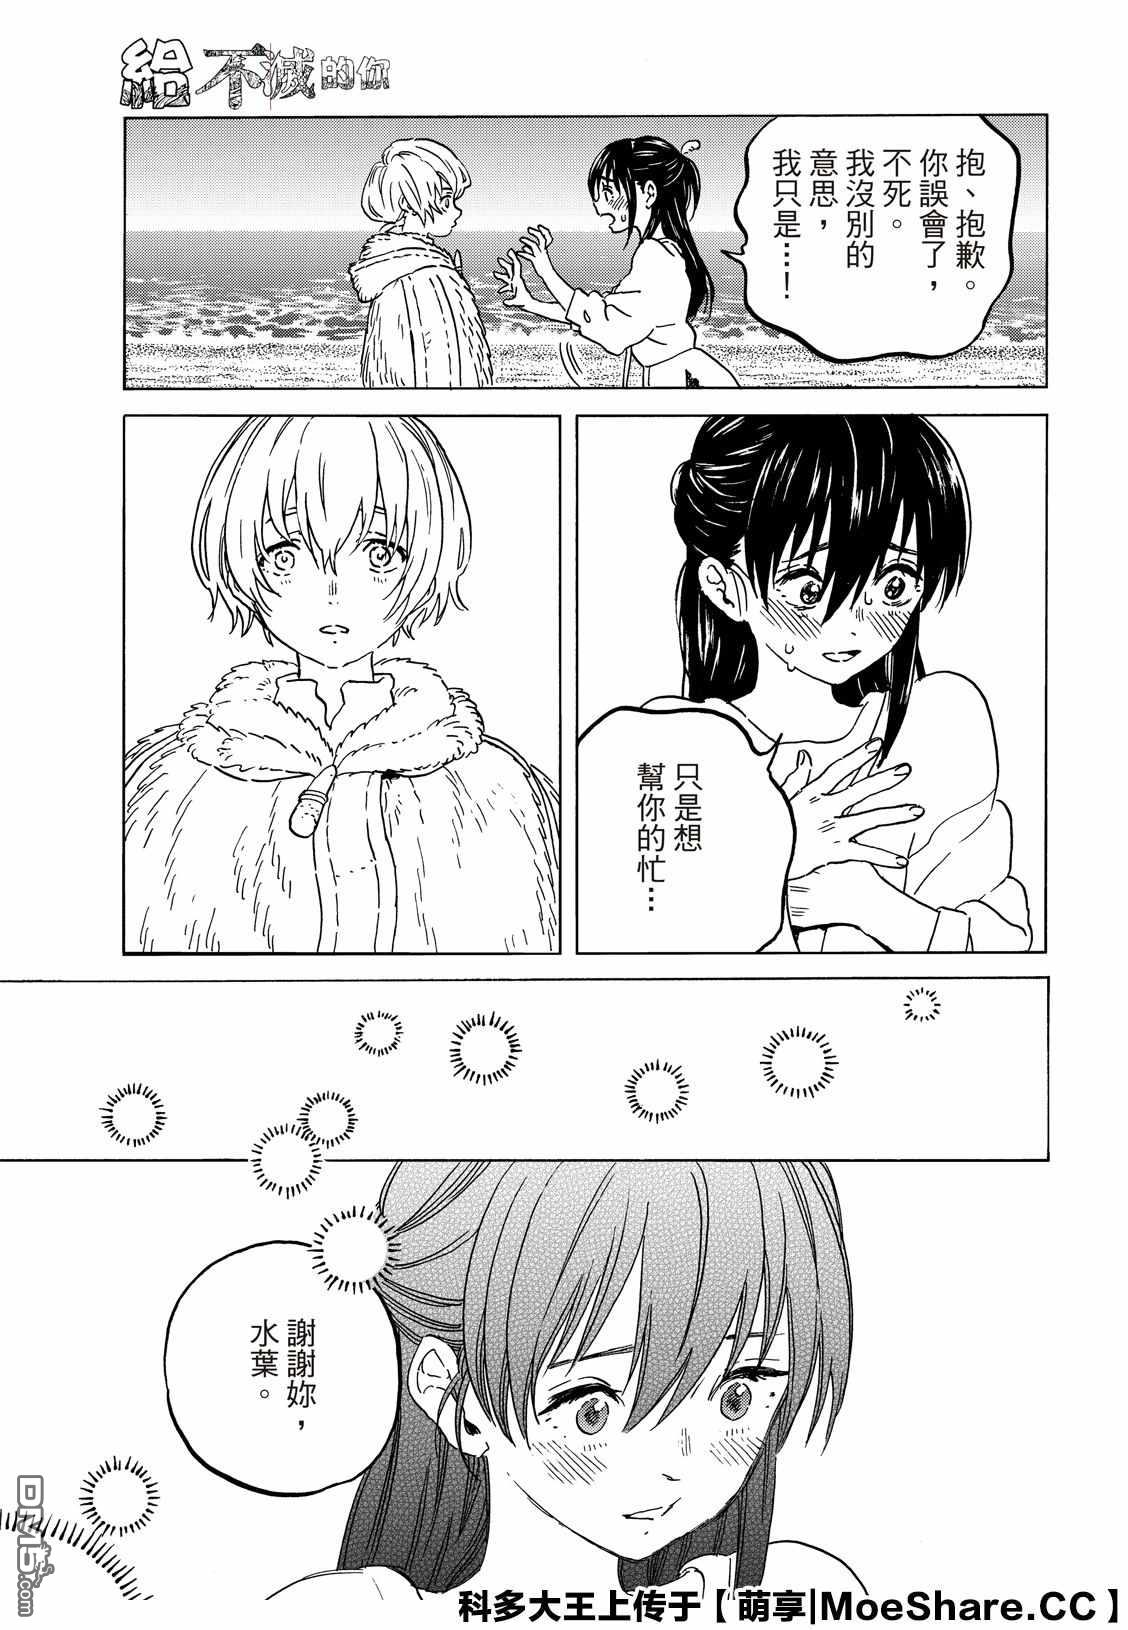 給不滅的你
抱、抱歉。
你誤會了，
不死。
我沒別的
意思，
我只是…！
只是想
幫你的忙…
謝謝妳，
水葉。
DM5.com
科多大王上传于【萌享|MoeShare.CC】